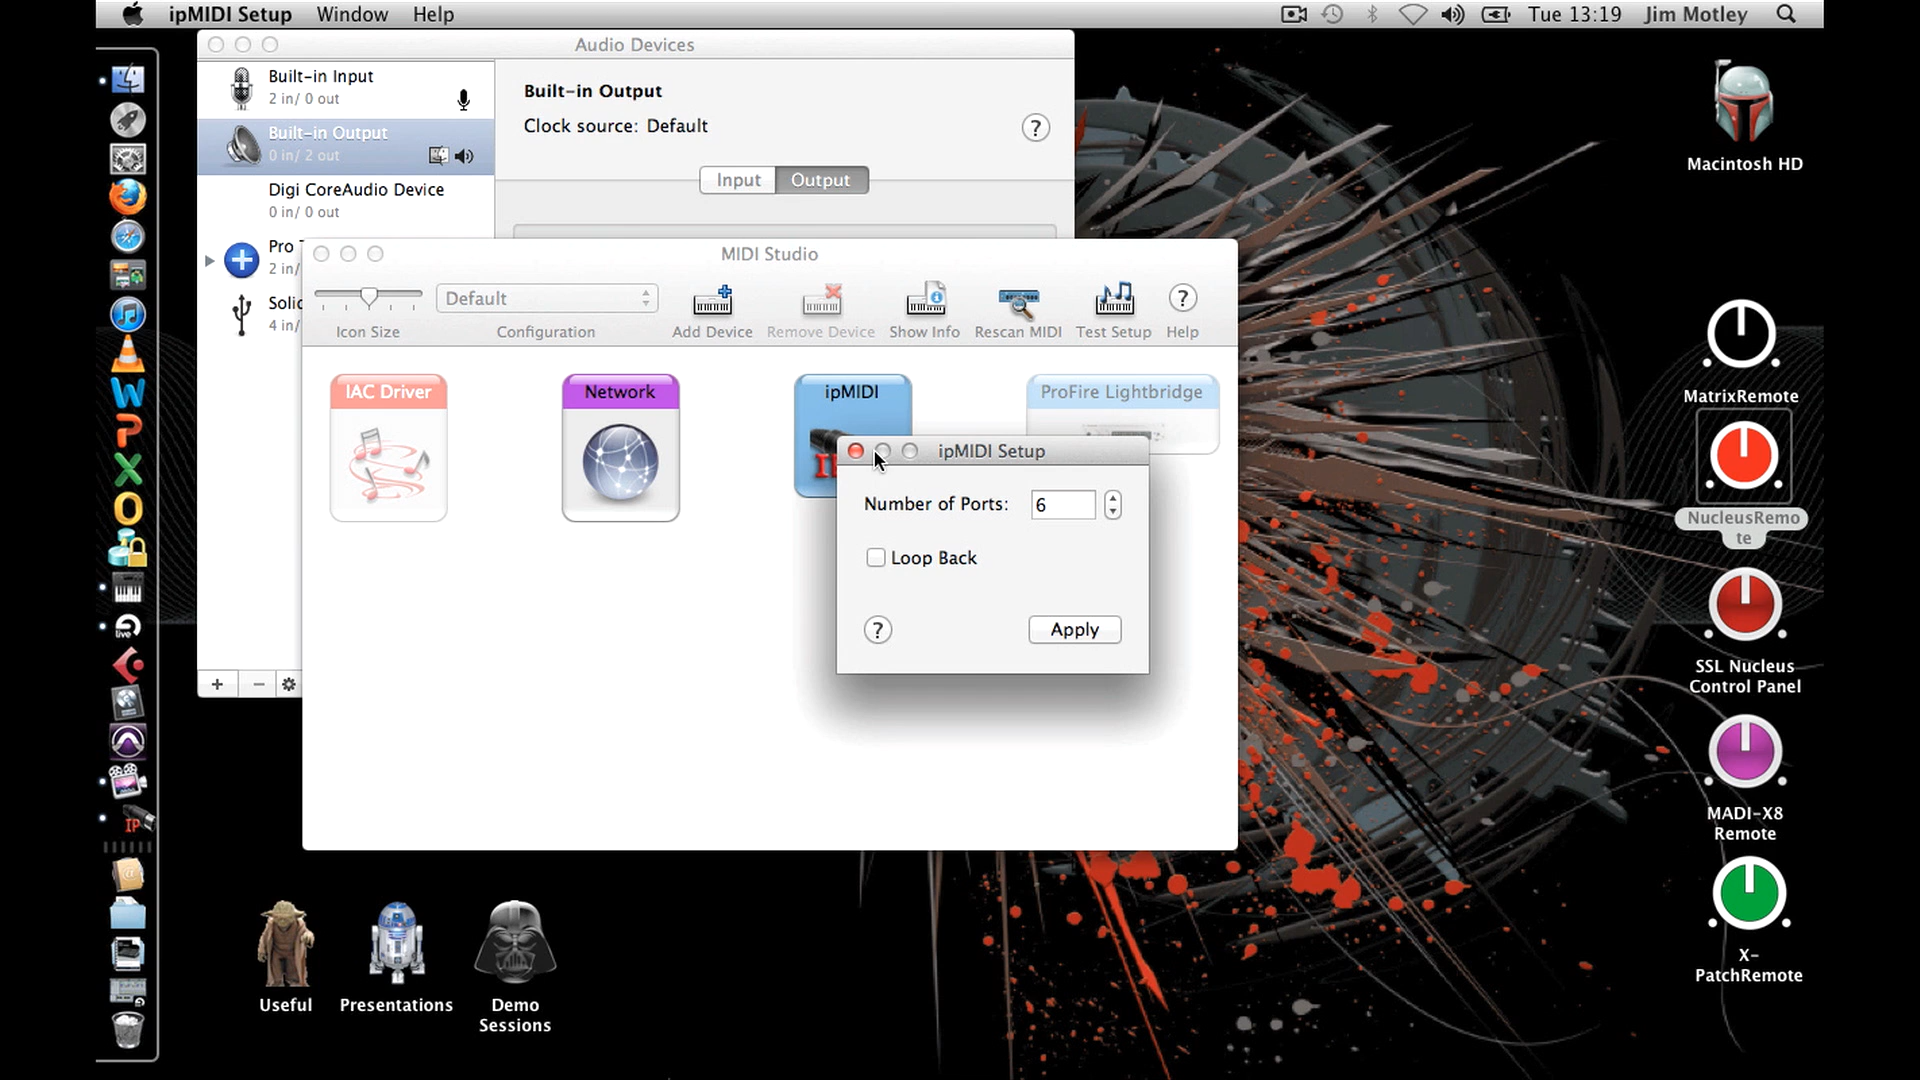 ipMIDI Setup Window Help
Tue 13:19 Jim Motley
Audio Devices
Built-in Input
2 in/ 0 out
Built-in Output
0 in/ 2 out
Digi CoreAudio Device
0 in/ 0 out
Pro
2 in/
Solid
4 in/
Built-in Output
Clock source: Default
?
Input Output
MIDI Studio
Default
?
Icon Size Configuration Add Device Remove Device Show Info Rescan MIDI Test Setup Help
IAC Driver Network ipMIDI ProFire Lightbridge
ipMIDI Setup
Number of Ports: 6
Loop Back
? Apply
Macintosh HD
MatrixRemote
NucleusRemo
te
SSL Nucleus
Control Panel
MADI-X8
Remote
X-
PatchRemote
live
IP
Useful
Presentations
Demo
Sessions